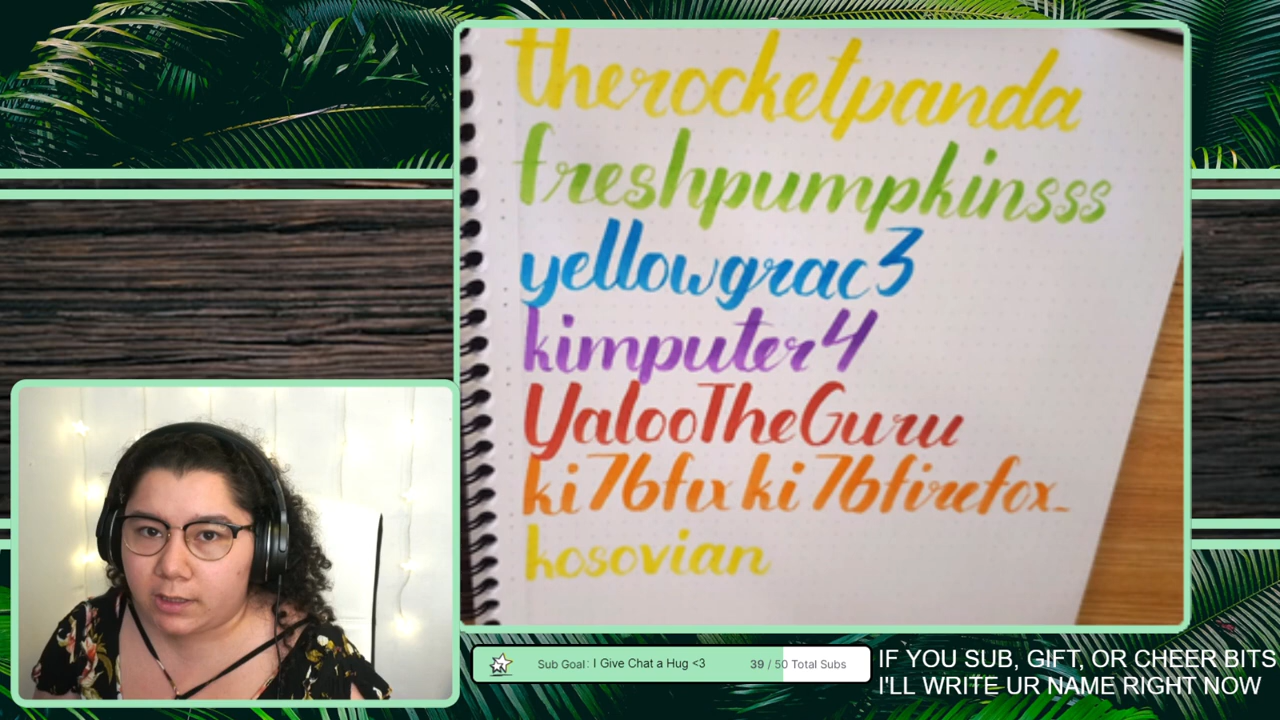 therocketpanda
freshpumpkinsss
yellowgrac3
kimputer4
YalooTheGuru
ki76fix ki76firefox_
kosovian
Sub Goal: I Give Chat a Hug <3 39 / 50 Total Subs
IF YOU SUB, GIFT, OR CHEER BITS
I'LL WRITE UR NAME RIGHT NOW